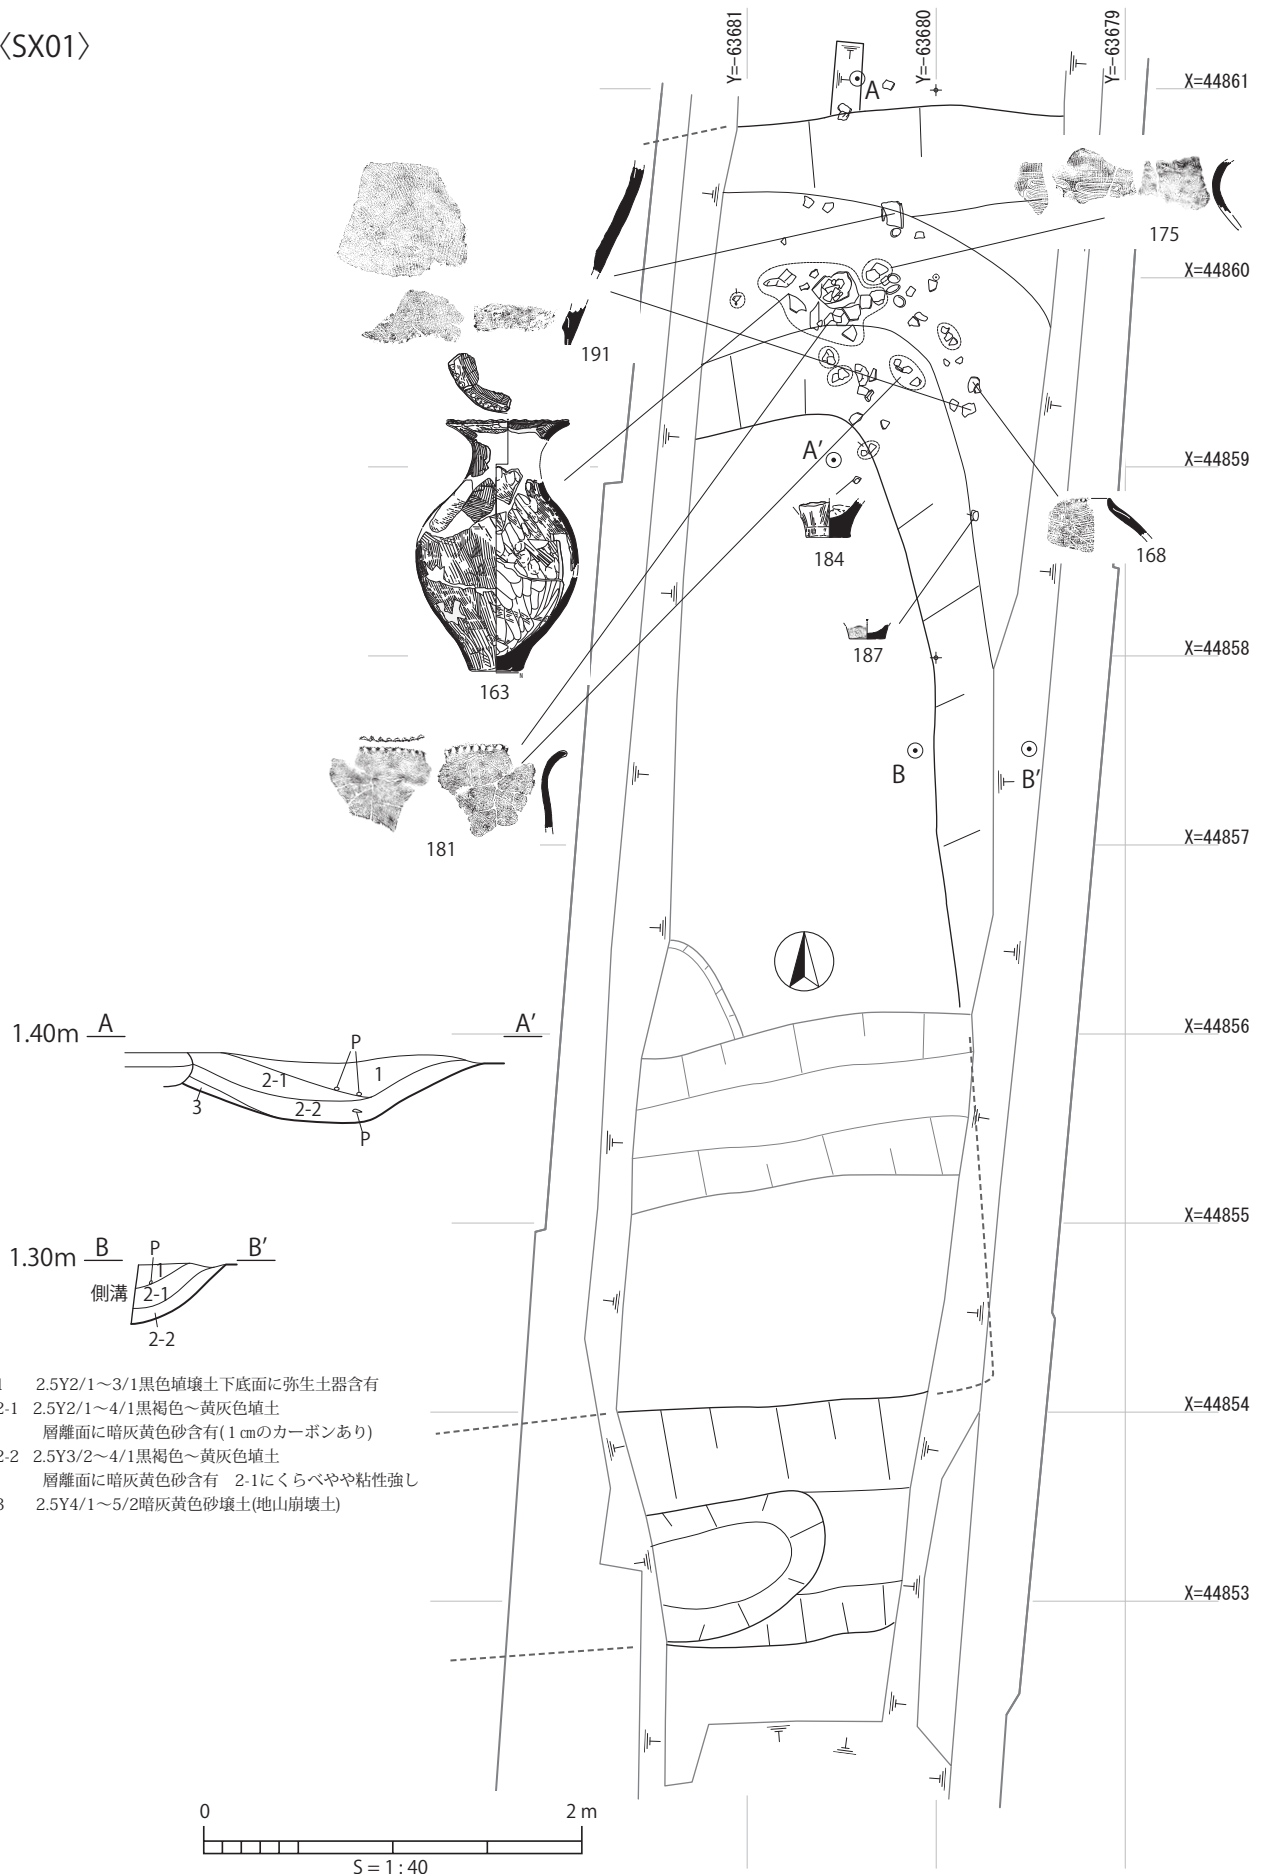 〈SX01〉
Y=-63681
Y=-63680
Y=-63679
A
X=44861
175
X=44860
191
A′
X=44859
184
168
163
187
X=44858
B
B′
181
X=44857
1.40m A A′
X=44856
P
2-1
1
3
2-2
P
X=44855
1.30m B B′
P
1
側溝
2-1
2-2
1 2.5Y2/1～3/1黒色埴壌土下底面に弥生土器含有
2-1 2.5Y2/1～4/1黒褐色～黄灰色埴土
層離面に暗灰黄色砂含有(1㎝のカーボンあり)
2-2 2.5Y3/2～4/1黒褐色～黄灰色埴土
層離面に暗灰黄色砂含有 2-1にくらべやや粘性強し
3 2.5Y4/1～5/2暗灰黄色砂壌土(地山崩壊土)
X=44854
X=44853
0 2 m
S = 1 : 40